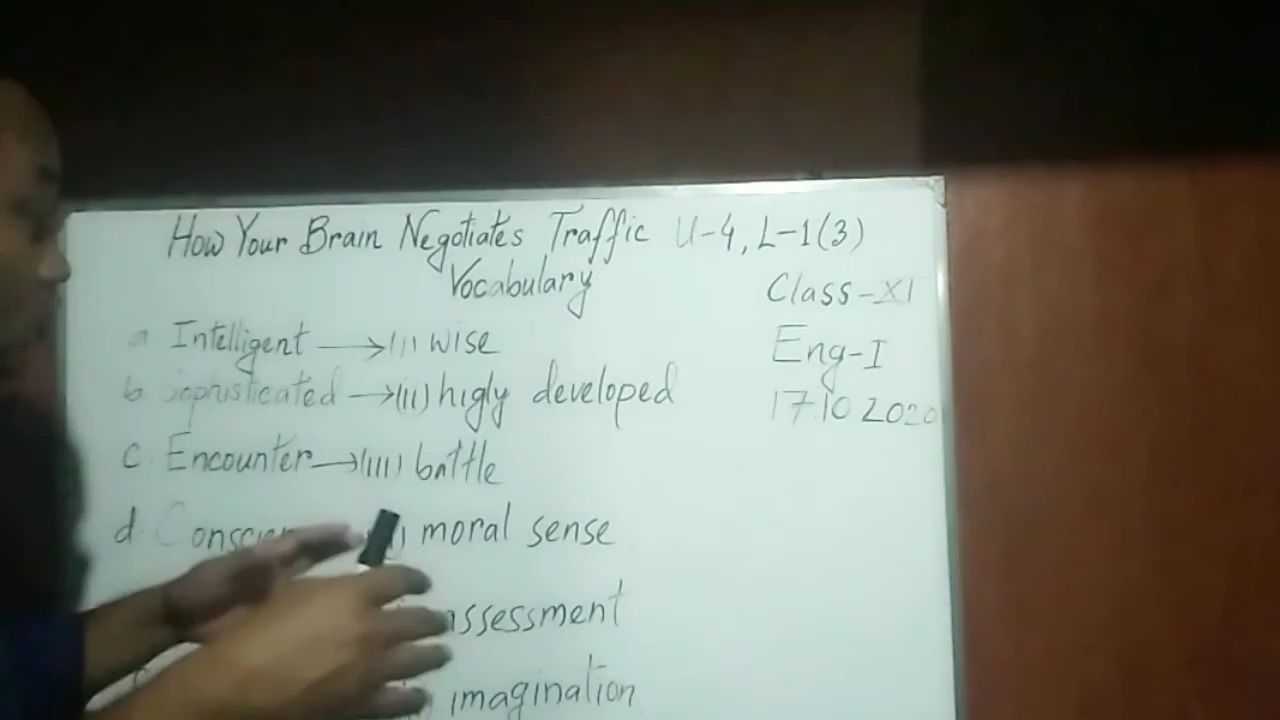 How Your Brain Negotiates Traffic U-4, L-1(3)
Vocabulary
Class-XI
a Intelligent →(i) wise
Eng-I
b Sophisticated →(ii) higly developed
17.10 2020
c. Encounter →(iii) battle
d. moral sense
assessment
imagination